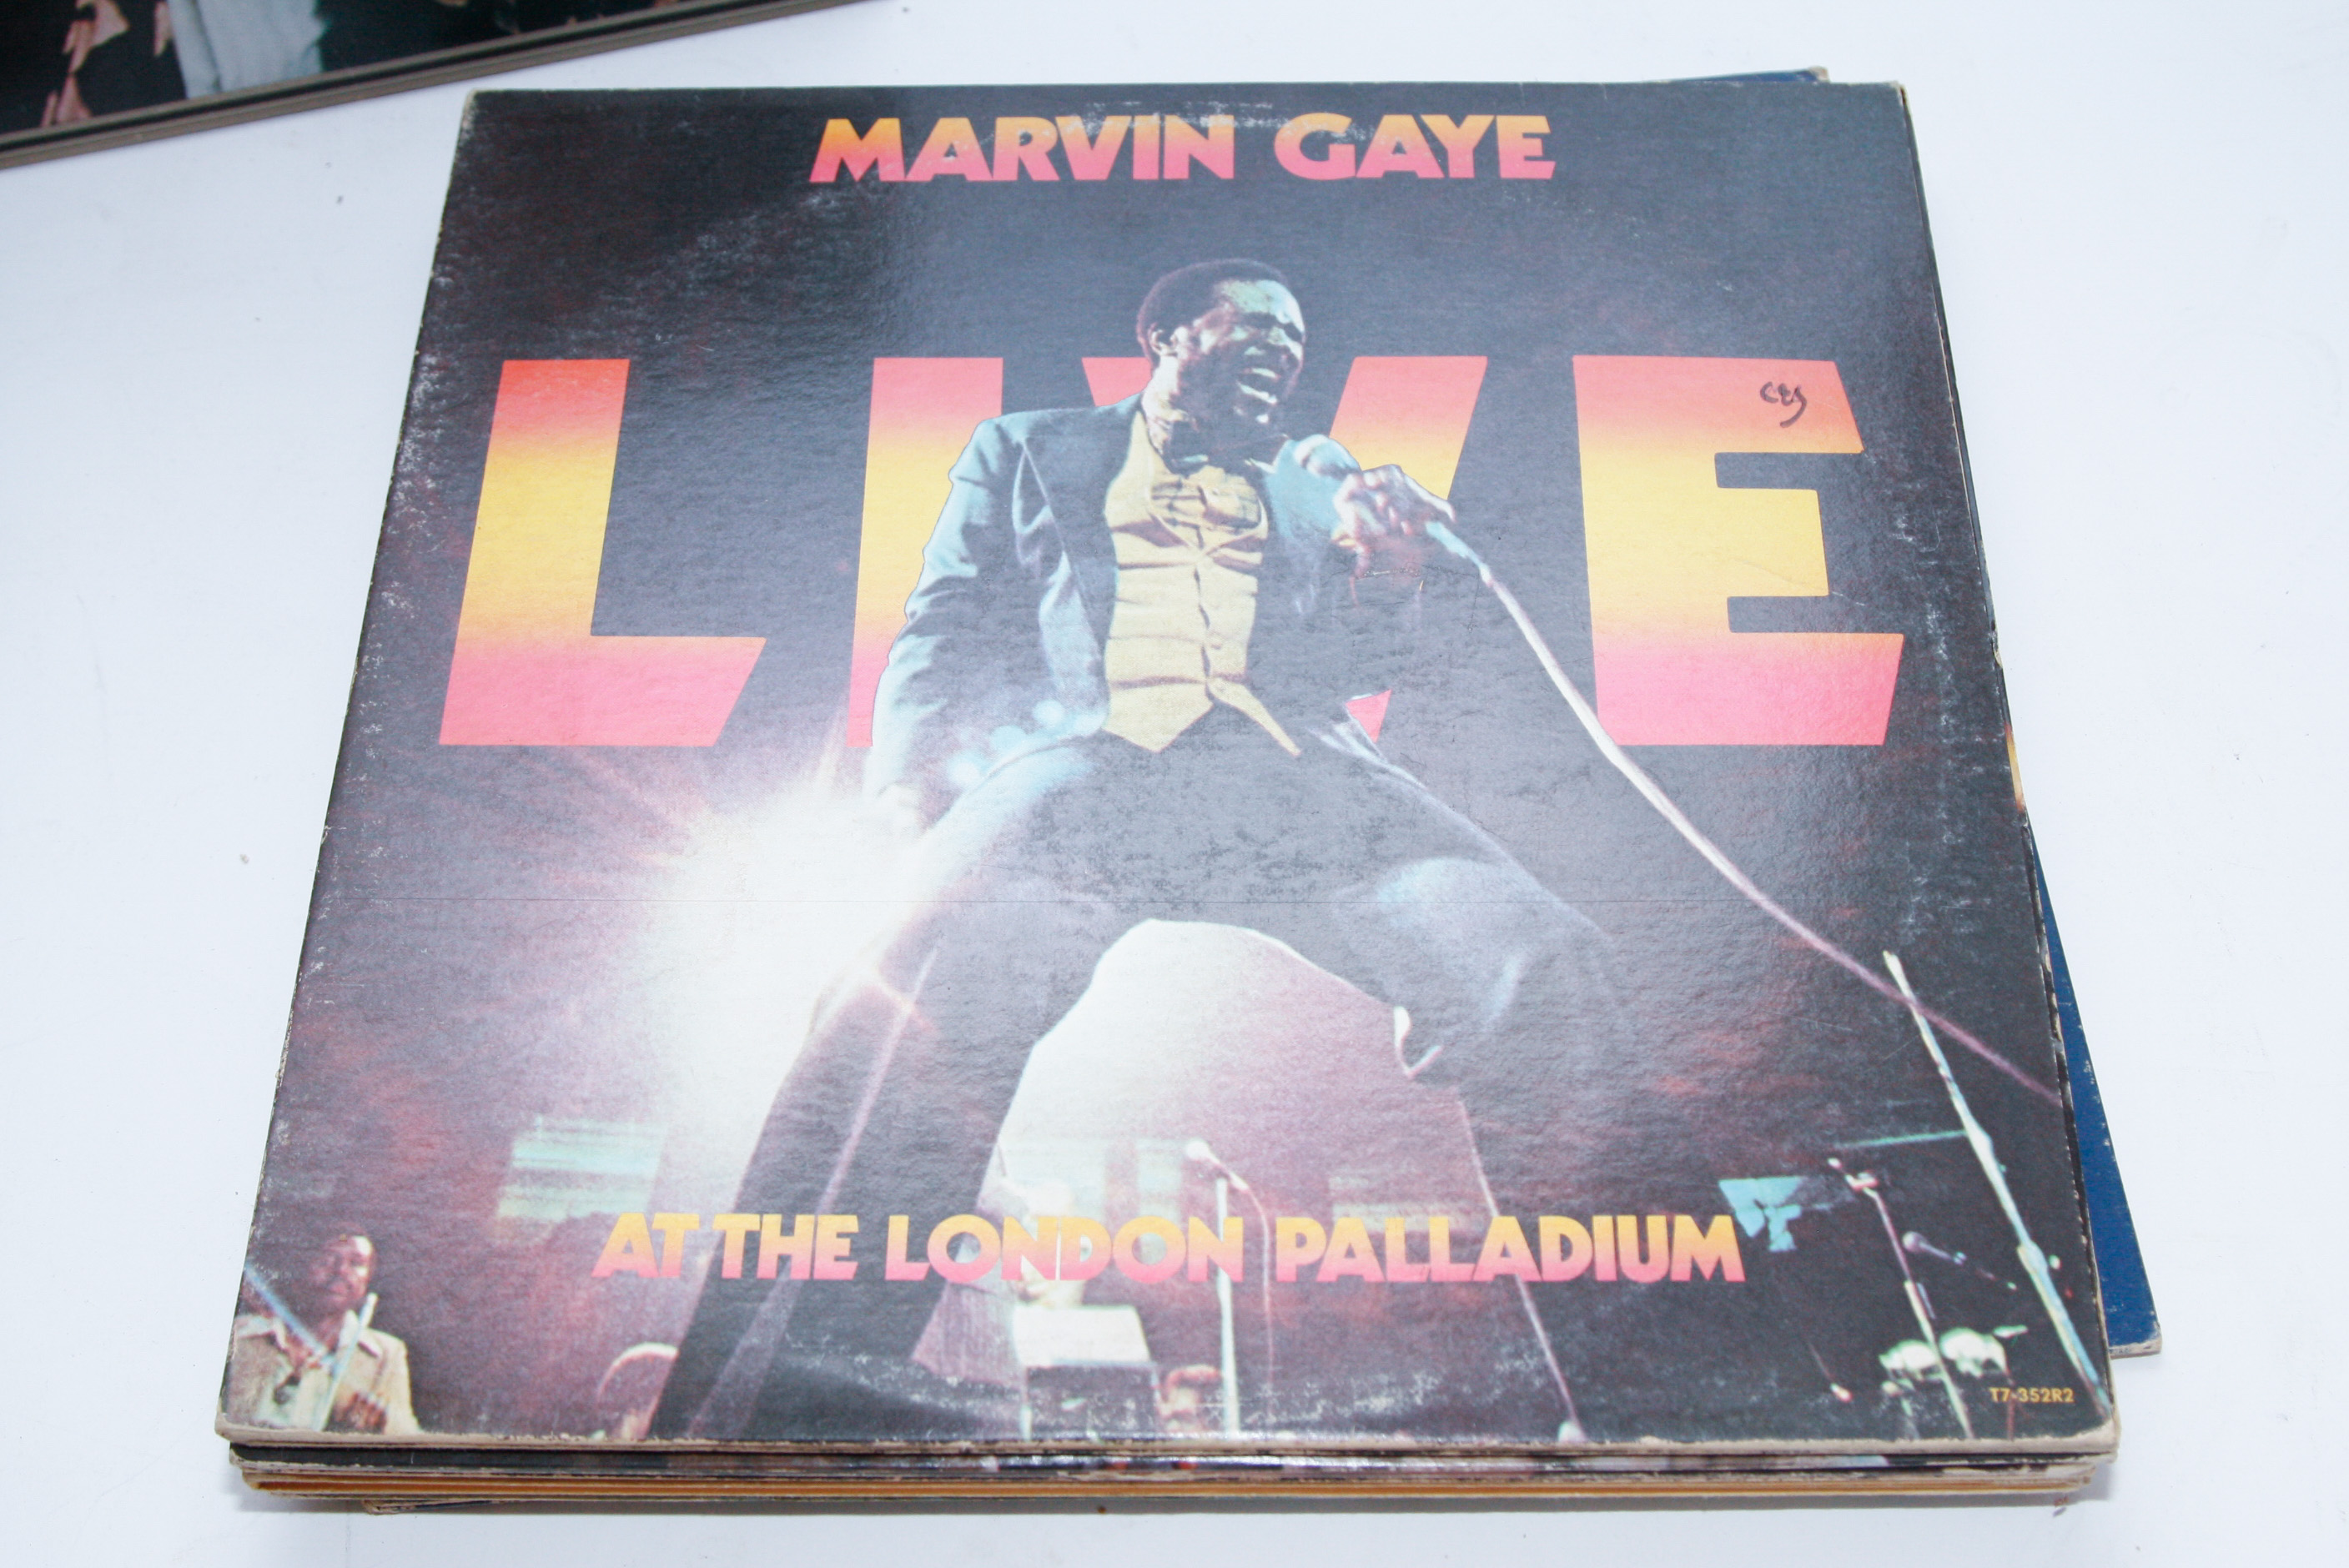 MARVIN GAYE
LIVE
AT THE LONDON PALLADIUM
T7-352R2